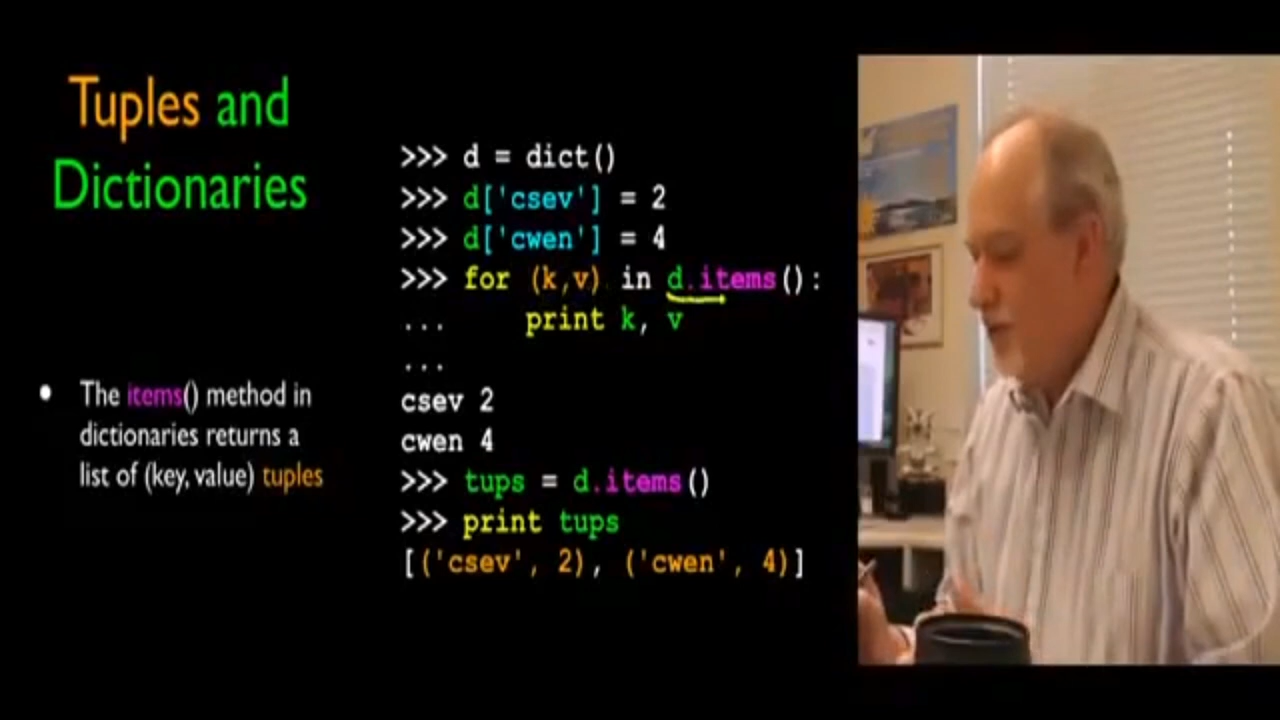 Tuples and
Dictionaries
>>> d = dict()
>>> d['csev'] = 2
>>> d['cwen'] = 4
>>> for (k,v) in d.items():
...     print k, v
...
csev 2
cwen 4
>>> tups = d.items()
>>> print tups
[('csev', 2), ('cwen', 4)]
• The items() method in
dictionaries returns a
list of (key, value) tuples